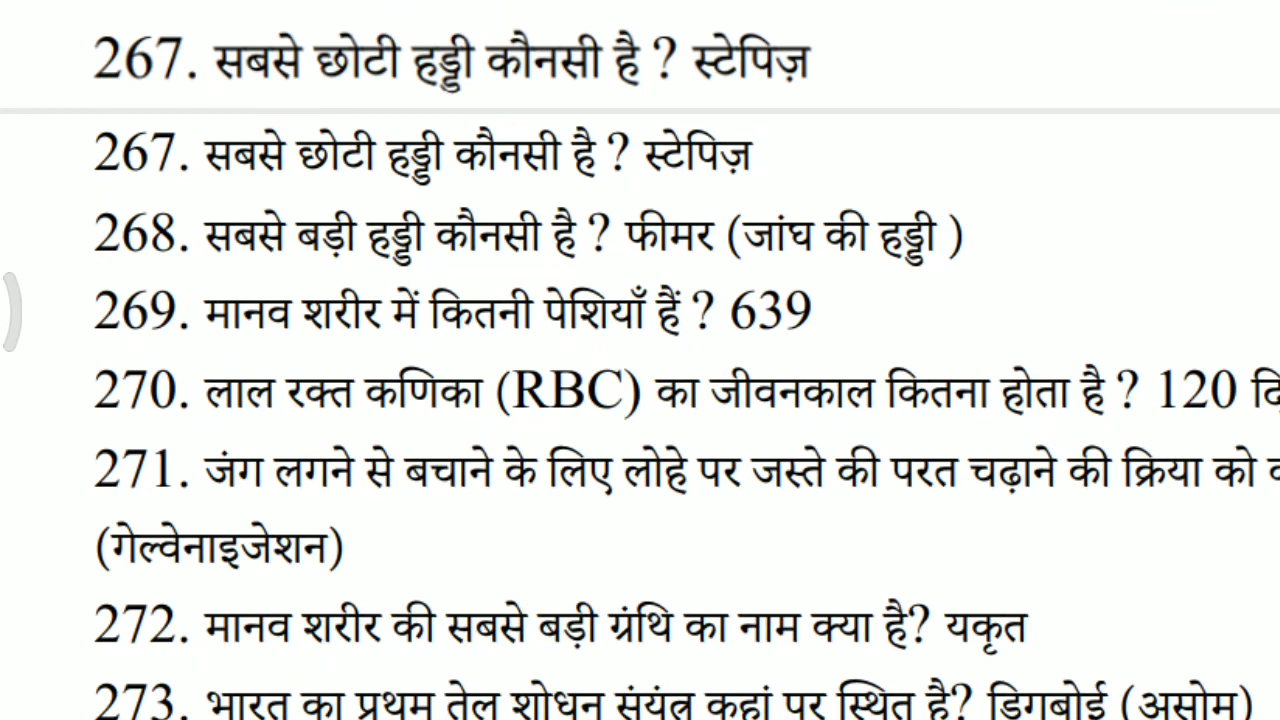 267. सबसे छोटी हड्डी कौनसी है ? स्टेपिज़
267. सबसे छोटी हड्डी कौनसी है ? स्टेपिज़
268. सबसे बड़ी हड्डी कौनसी है ? फीमर (जांघ की हड्डी )
269. मानव शरीर में कितनी पेशियाँ हैं ? 639
270. लाल रक्त कणिका (RBC) का जीवनकाल कितना होता है ? 120
271. जंग लगने से बचाने के लिए लोहे पर जस्ते की परत चढ़ाने की क्रिया को
(गेल्वेनाइजेशन)
272. मानव शरीर की सबसे बड़ी ग्रंथि का नाम क्या है? यकृत
273. भारत का प्रथम तेल शोधन संयंत्र कहां पर स्थित है? डिगबोई (असोम)